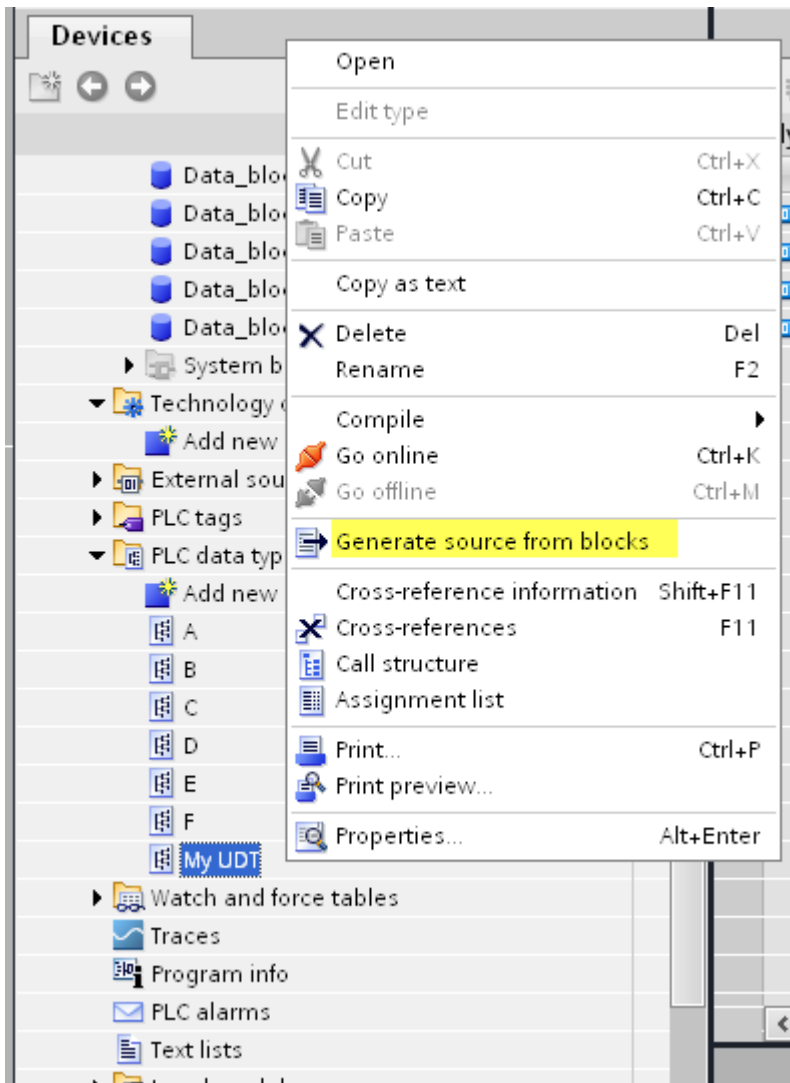 Devices
Data_blo
Data_blo
Data_blo
Data_blo
Data_blo
System b
Technology
Add new
External sou
PLC tags
PLC data typ
Add new
A
B
C
D
E
F
My UDT
Watch and force tables
Traces
Program info
PLC alarms
Text lists
Open
Edit type
Cut Ctrl+X
Copy Ctrl+C
Paste Ctrl+V
Copy as text
Delete Del
Rename F2
Compile
Go online Ctrl+K
Go offline Ctrl+M
Generate source from blocks
Cross-reference information Shift+F11
Cross-references F11
Call structure
Assignment list
Print... Ctrl+P
Print preview...
Properties... Alt+Enter